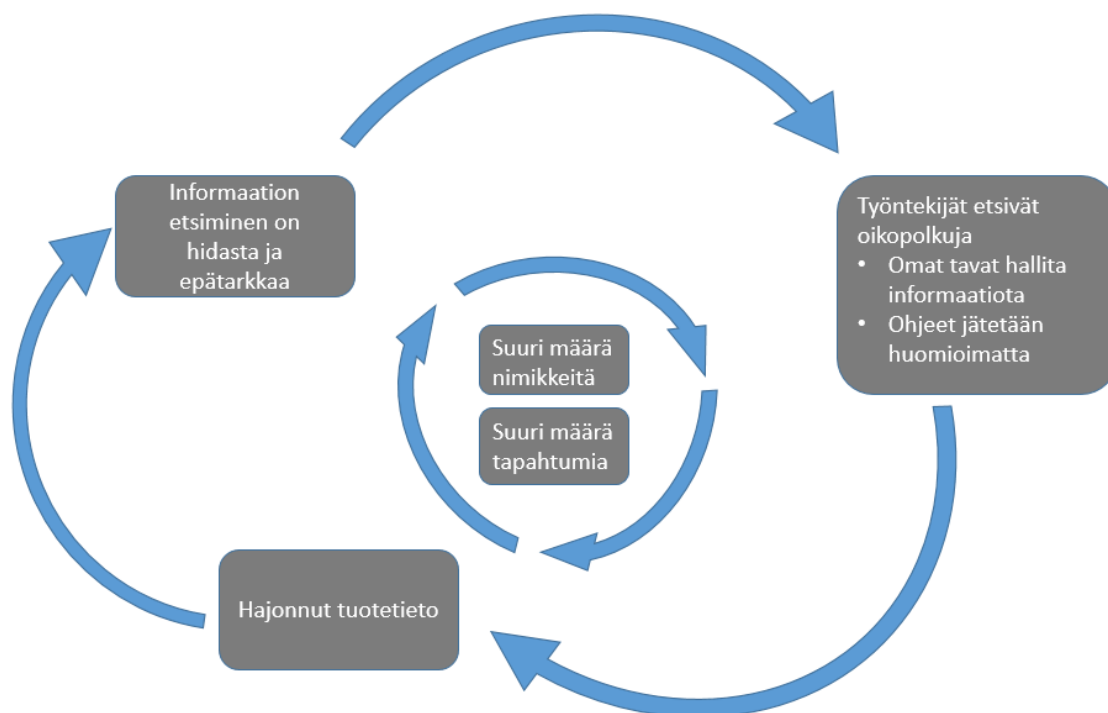 Informaation
etsiminen on
hidasta ja
epätarkkaa
Työntekijät etsivät
oikopolkuja
• Omat tavat hallita
informaatiota
• Ohjeet jätetään
huomioimatta
Suuri määrä
nimikkeitä
Suuri määrä
tapahtumia
Hajonnut tuotetieto